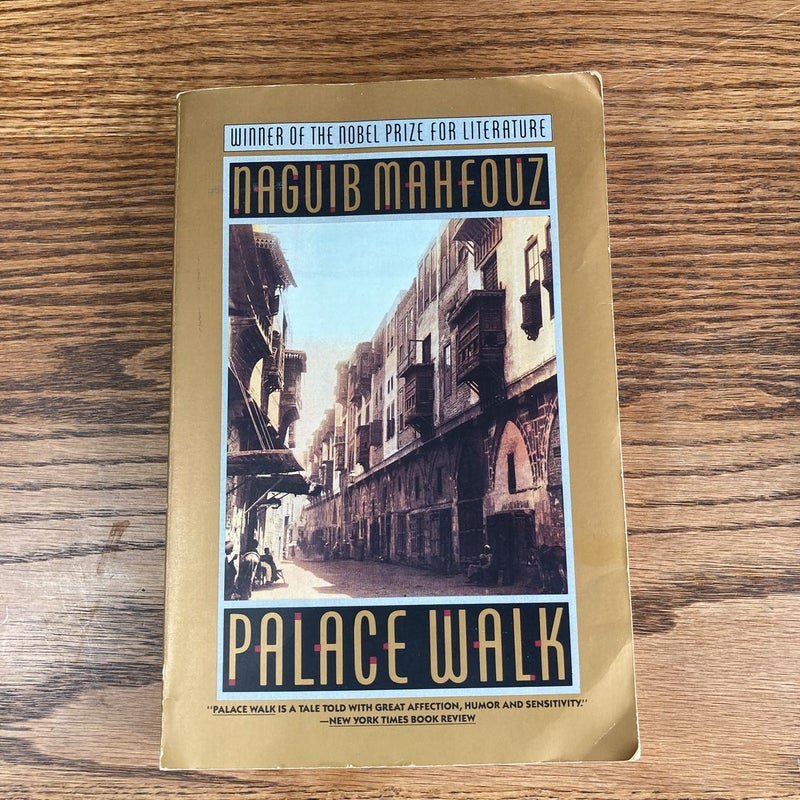 WINNER OF THE NOBEL PRIZE FOR LITERATURE
NAGUIB MAHFOUZ
PALACE WALK
"PALACE WALK IS A TALE TOLD WITH GREAT AFFECTION, HUMOR AND SENSITIVITY."
—NEW YORK TIMES BOOK REVIEW